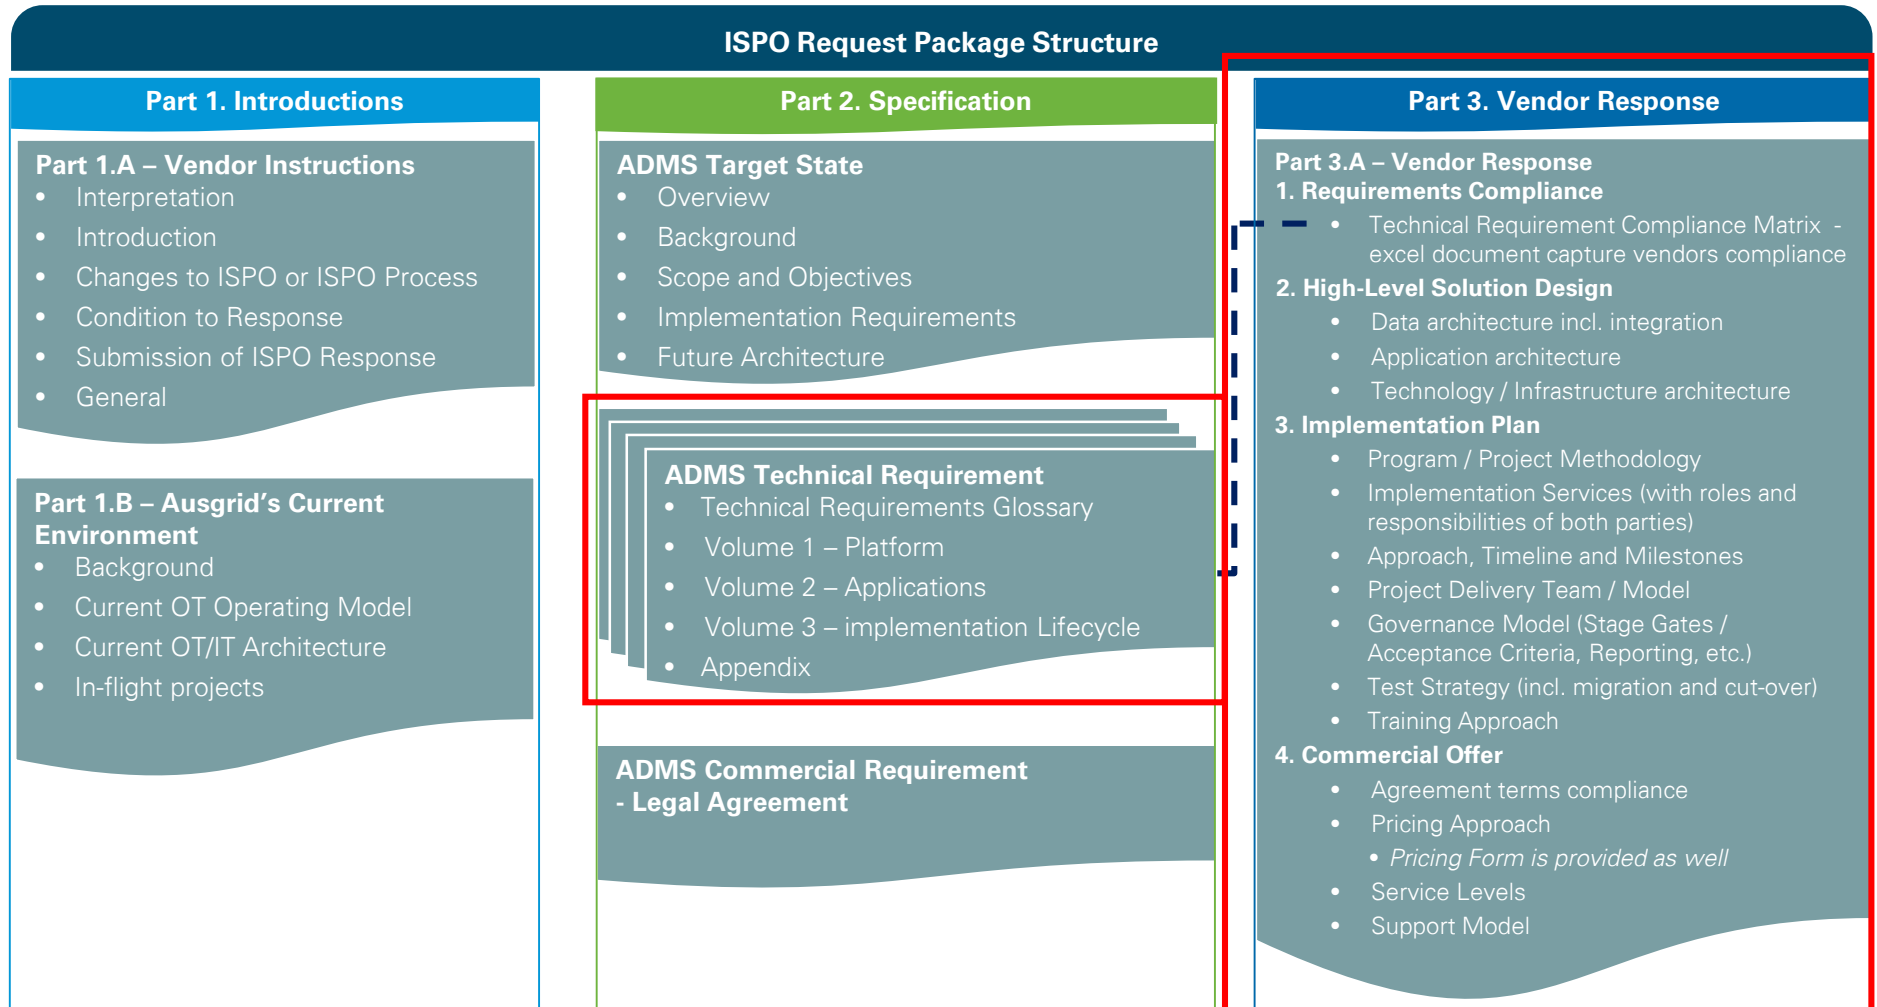 ISPO Request Package Structure
Part 1. Introductions
Part 1.A – Vendor Instructions
• Interpretation
• Introduction
• Changes to ISPO or ISPO Process
• Condition to Response
• Submission of ISPO Response
• General
Part 1.B – Ausgrid's Current
Environment
• Background
• Current OT Operating Model
• Current OT/IT Architecture
• In-flight projects
Part 2. Specification
ADMS Target State
• Overview
• Background
• Scope and Objectives
• Implementation Requirements
• Future Architecture
ADMS Technical Requirement
• Technical Requirements Glossary
• Volume 1 – Platform
• Volume 2 – Applications
• Volume 3 – implementation Lifecycle
• Appendix
ADMS Commercial Requirement
- Legal Agreement
Part 3. Vendor Response
Part 3.A – Vendor Response
1. Requirements Compliance
• Technical Requirement Compliance Matrix -
excel document capture vendors compliance
2. High-Level Solution Design
• Data architecture incl. integration
• Application architecture
• Technology / Infrastructure architecture
3. Implementation Plan
• Program / Project Methodology
• Implementation Services (with roles and
responsibilities of both parties)
• Approach, Timeline and Milestones
• Project Delivery Team / Model
• Governance Model (Stage Gates /
Acceptance Criteria, Reporting, etc.)
• Test Strategy (incl. migration and cut-over)
• Training Approach
4. Commercial Offer
• Agreement terms compliance
• Pricing Approach
• Pricing Form is provided as well
• Service Levels
• Support Model